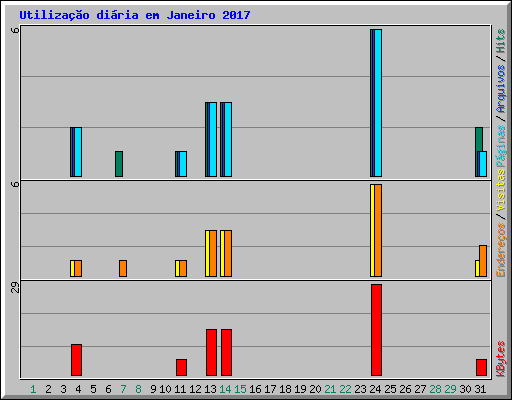 Utilização diária em Janeiro 2017
6
6
29
Páginas / Arquivos / Hits
Endereços / Visitas
KBytes
1 2 3 4 5 6 7 8 9 10 11 12 13 14 15 16 17 18 19 20 21 22 23 24 25 26 27 28 29 30 31